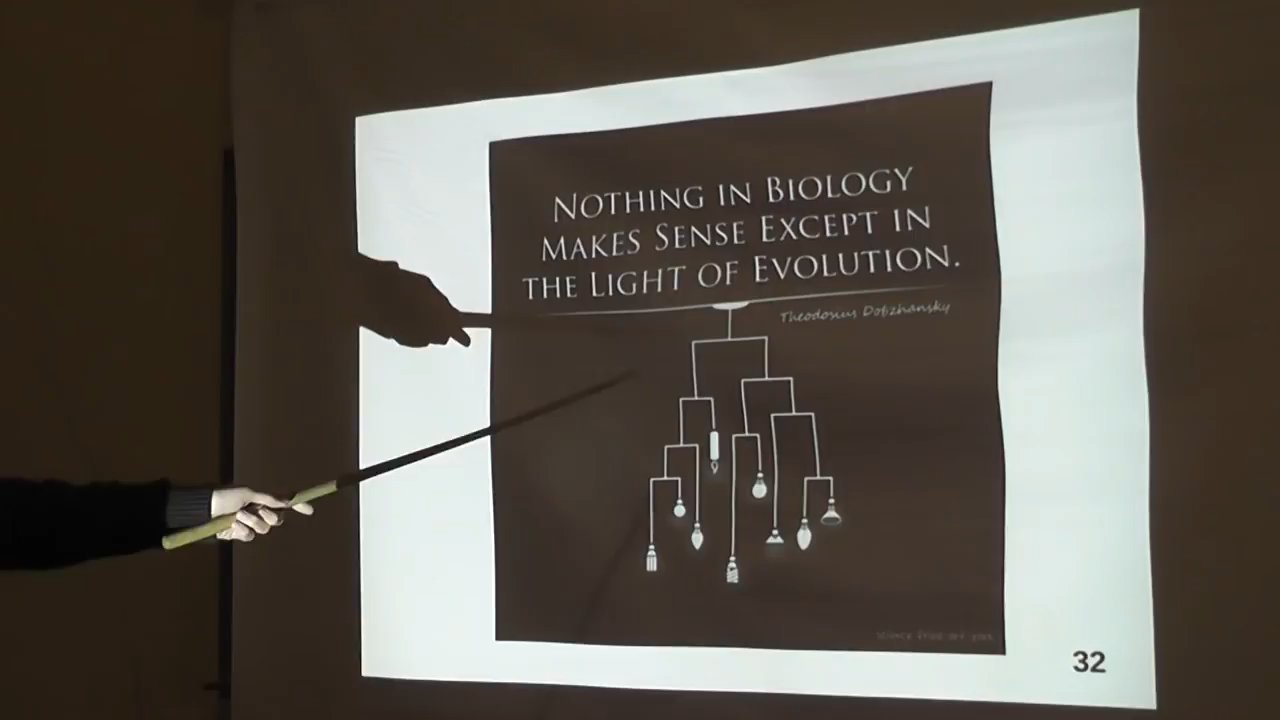 NOTHING IN BIOLOGY
MAKES SENSE EXCEPT IN
THE LIGHT OF EVOLUTION.
Theodosius Dobzhansky
32